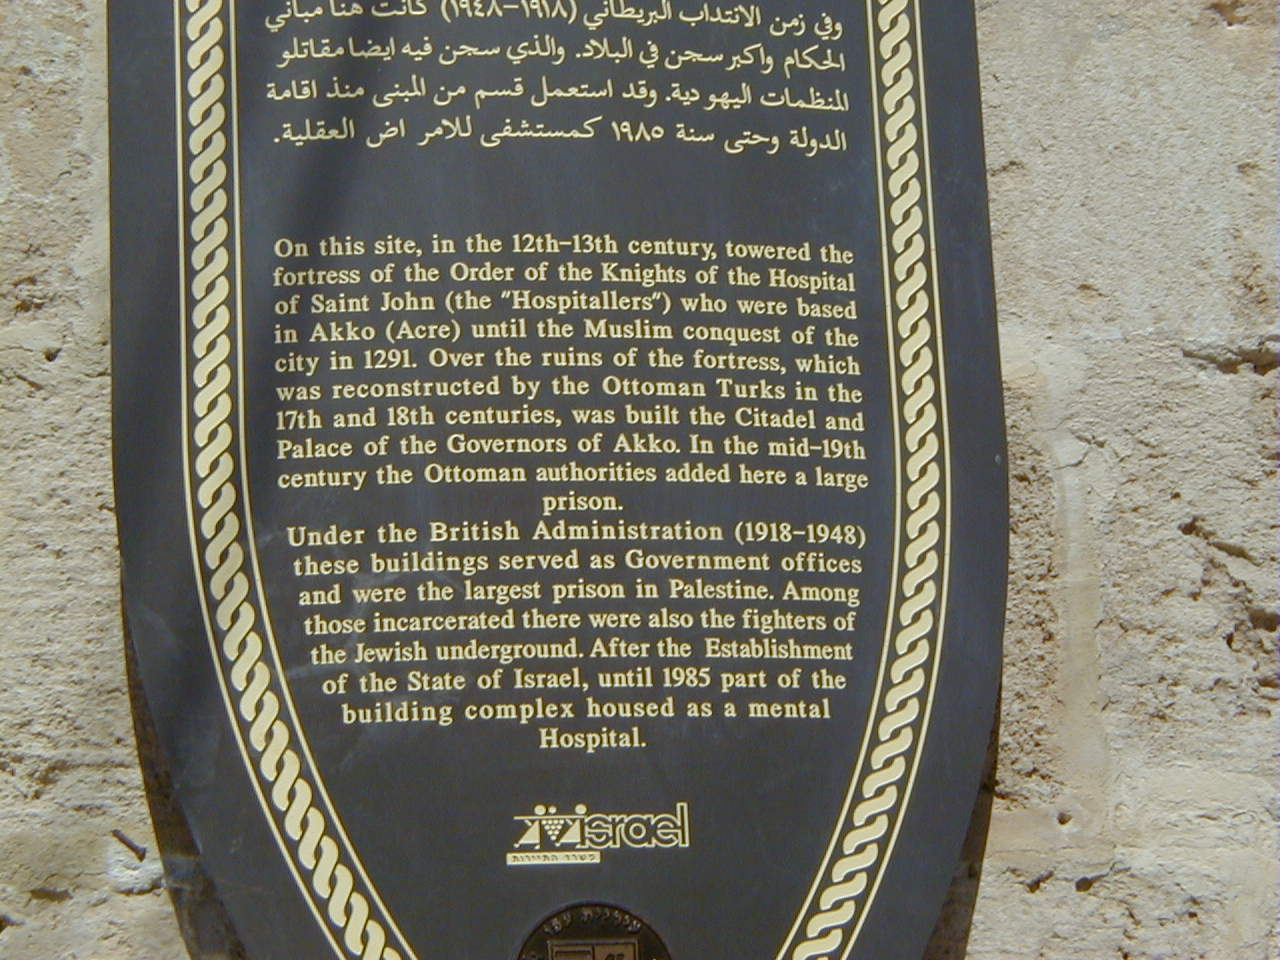 وفي زمن الانتداب البريطاني (١٩١٨–١٩٤٨) كانت هنا مباني
الحكام واكبر سجن في البلاد. والذي سجن فيه ايضا مقاتلو
المنظمات اليهودية. وقد استعمل قسم من المبنى منذ اقامة
الدولة وحتى سنة ١٩٨٥ كمستشفى للامر اض العقلية.
On this site, in the 12th–13th century, towered the
fortress of the Order of the Knights of the Hospital
of Saint John (the "Hospitallers") who were based
in Akko (Acre) until the Muslim conquest of the
city in 1291. Over the ruins of the fortress, which
was reconstructed by the Ottoman Turks in the
17th and 18th centuries, was built the Citadel and
Palace of the Governors of Akko. In the mid–19th
century the Ottoman authorities added here a large
prison.
Under the British Administration (1918–1948)
these buildings served as Government offices
and were the largest prison in Palestine. Among
those incarcerated there were also the fighters of
the Jewish underground. After the Establishment
of the State of Israel, until 1985 part of the
building complex housed as a mental
Hospital.
israel
משרד התיירות